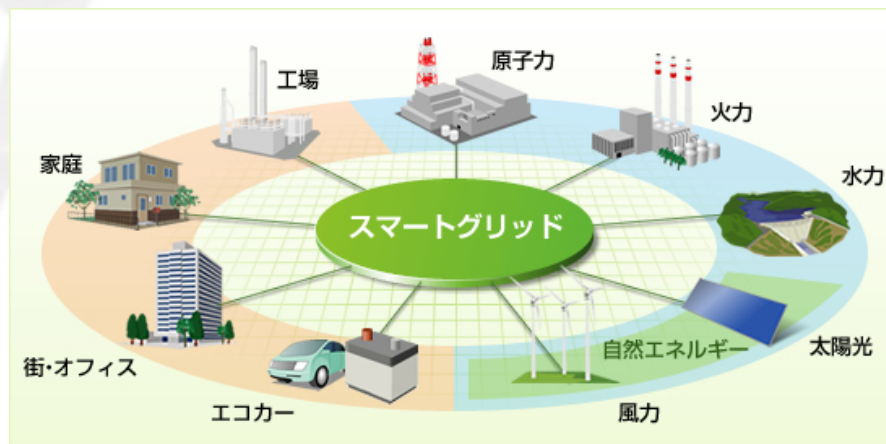 原子力
工場
火力
家庭
水力
スマートグリッド
自然エネルギー
太陽光
街・オフィス
エコカー
風力